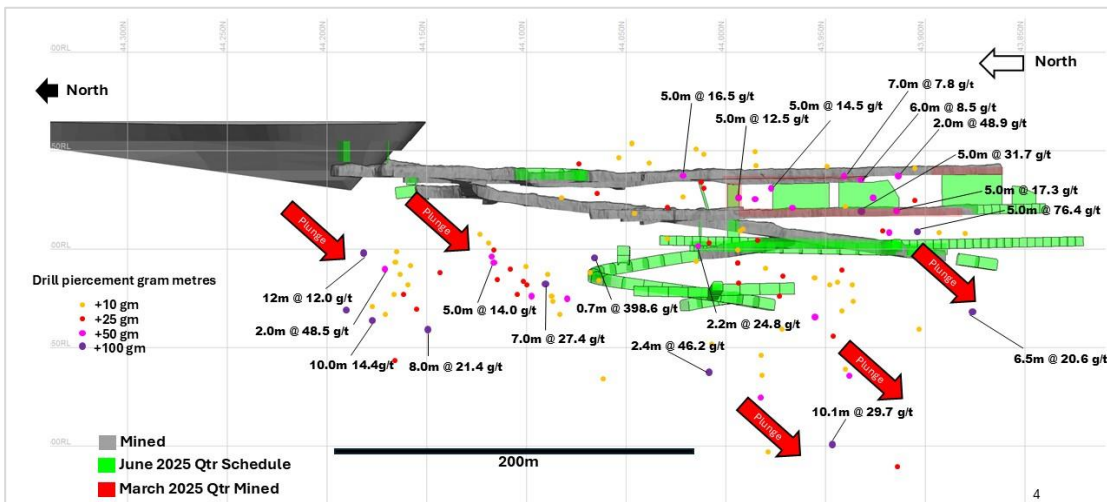 44,300N
44,250N
44,200N
44,150N
44,100N
44,050N
44,000N
43,950N
43,900N
43,850N
00RL
North
North
7.0m @ 7.8 g/t
5.0m @ 16.5 g/t
5.0m @ 14.5 g/t
6.0m @ 8.5 g/t
5.0m @ 12.5 g/t
2.0m @ 48.9 g/t
50RL
5.0m @ 31.7 g/t
5.0m @ 17.3 g/t
5.0m @ 76.4 g/t
Plunge
Plunge
00RL
Plunge
Drill piercement gram metres
+10 gm
+25 gm
+50 gm
+100 gm
12m @ 12.0 g/t
2.0m @ 48.5 g/t
5.0m @ 14.0 g/t
0.7m @ 398.6 g/t
2.2m @ 24.8 g/t
7.0m @ 27.4 g/t
50RL
2.4m @ 46.2 g/t
6.5m @ 20.6 g/t
10.0m 14.4g/t
8.0m @ 21.4 g/t
Plunge
Plunge
10.1m @ 29.7 g/t
Mined
00RL
200m
June 2025 Qtr Schedule
March 2025 Qtr Mined
4